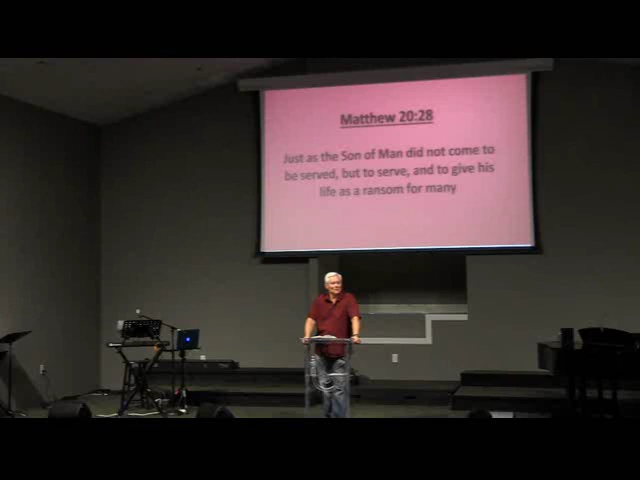 Matthew 20:28
Just as the Son of Man did not come to
be served, but to serve, and to give his
life as a ransom for many